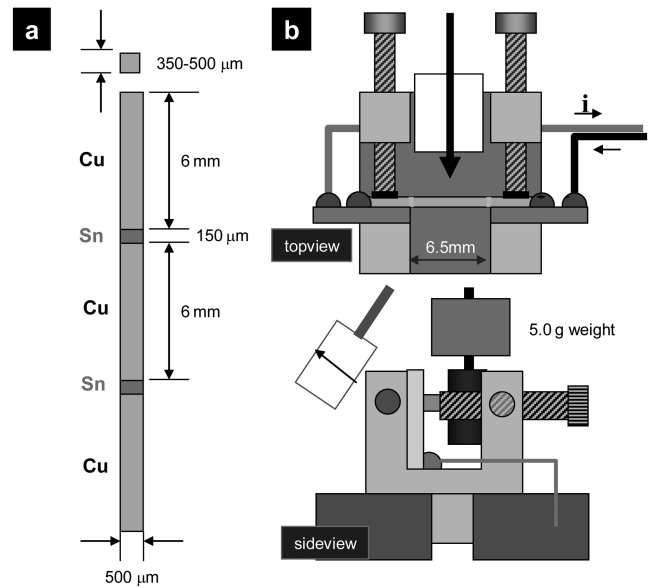 a
350-500 μm
Cu
6 mm
Sn
150 μm
Cu
6 mm
Sn
Cu
500 μm
b
i
topview
6.5mm
5.0 g weight
sideview